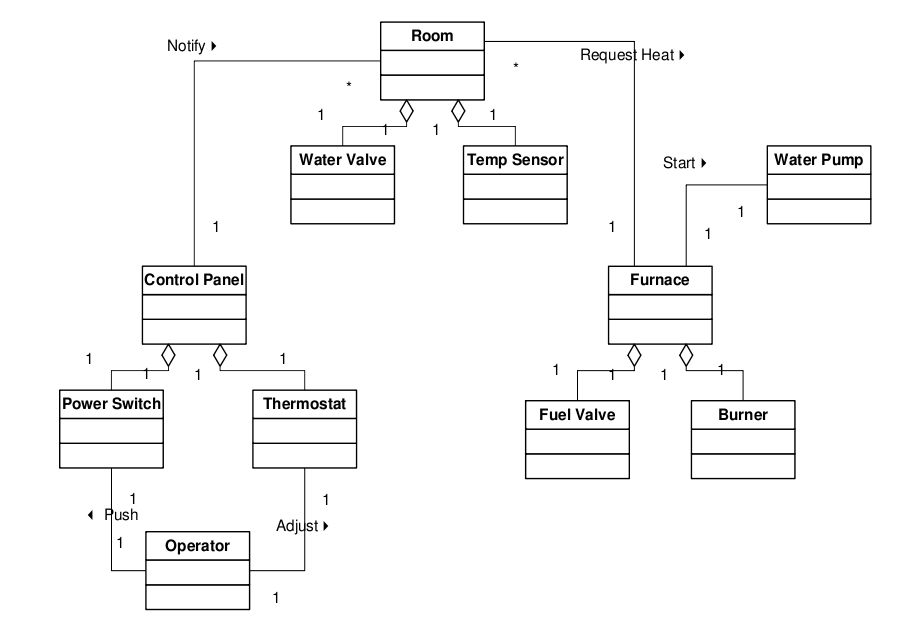 Room
Notify
Request Heat
*
*
1
1
1
1
Water Valve
Temp Sensor
Start
Water Pump
1
1
1
1
Control Panel
Furnace
1
1
1
1
1
1
1
1
Power Switch
Thermostat
Fuel Valve
Burner
1
1
Push
Adjust
1
Operator
1